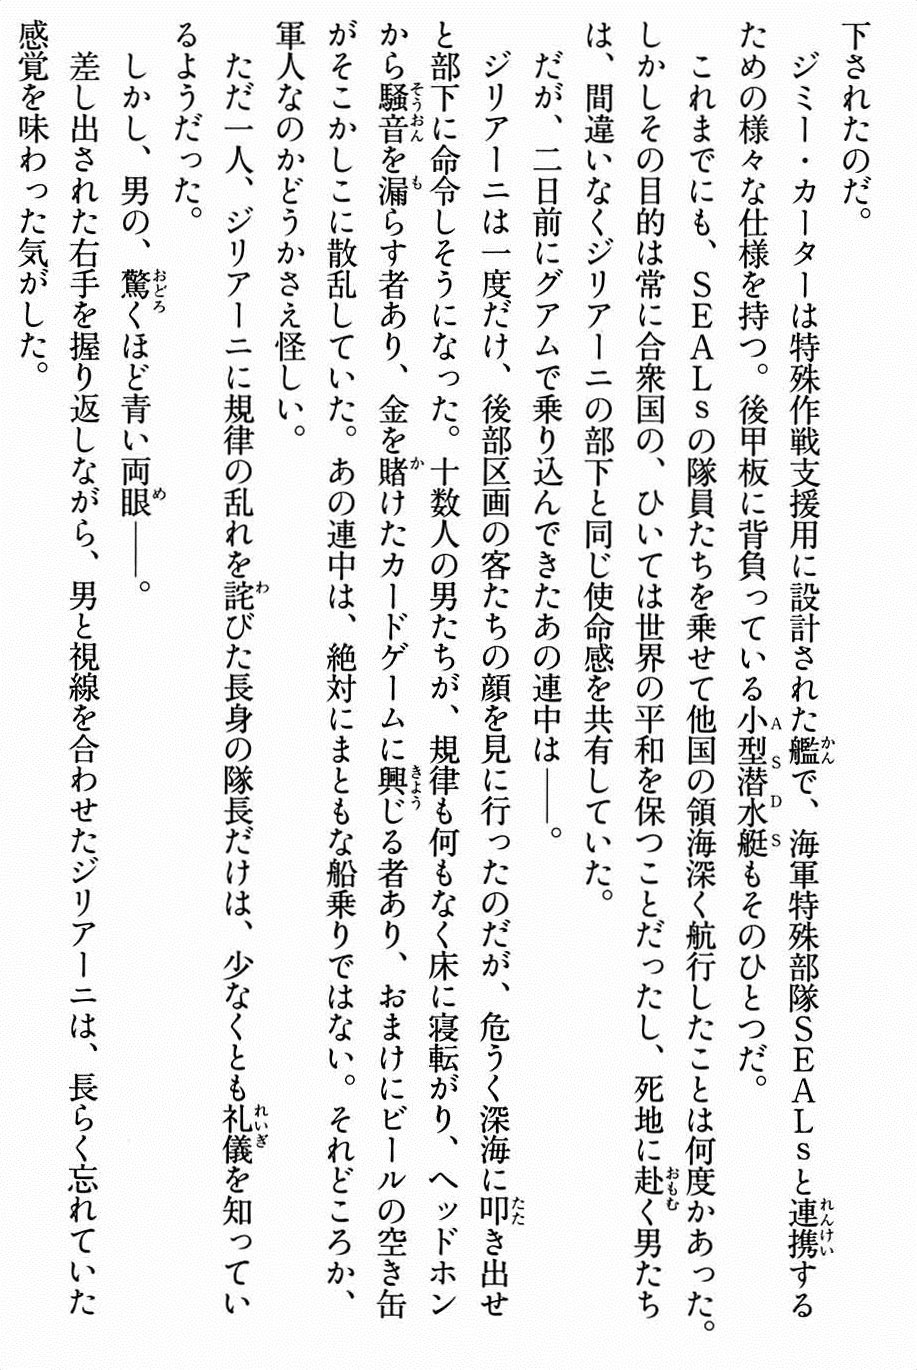 下されたのだ。
ジミー・カーターは特殊作戦支援用に設計された艦で、海軍特殊部隊ＳＥＡＬｓと連携する
ための様々な仕様を持つ。後甲板に背負っている小型潜水艇もそのひとつだ。
これまでにも、ＳＥＡＬｓの隊員たちを乗せて他国の領海深く航行したことは何度かあった。
しかしその目的は常に合衆国の、ひいては世界の平和を保つことだったし、死地に赴く男たち
は、間違いなくジリアーニの部下と同じ使命感を共有していた。
だが、二日前にグアムで乗り込んできたあの連中は――。
ジリアーニは一度だけ、後部区画の客たちの顔を見に行ったのだが、危うく深海に叩き出せ
と部下に命令しそうになった。十数人の男たちが、規律も何もなく床に寝転がり、ヘッドホン
から騒音を漏らす者あり、金を賭けたカードゲームに興じる者あり、おまけにビールの空き缶
がそこかしこに散乱していた。あの連中は、絶対にまともな船乗りではない。それどころか、
軍人なのかどうかさえ怪しい。
ただ一人、ジリアーニに規律の乱れを詫びた長身の隊長だけは、少なくとも礼儀を知ってい
るようだった。
しかし、男の、驚くほど青い両眼――。
差し出された右手を握り返しながら、男と視線を合わせたジリアーニは、長らく忘れていた
感覚を味わった気がした。